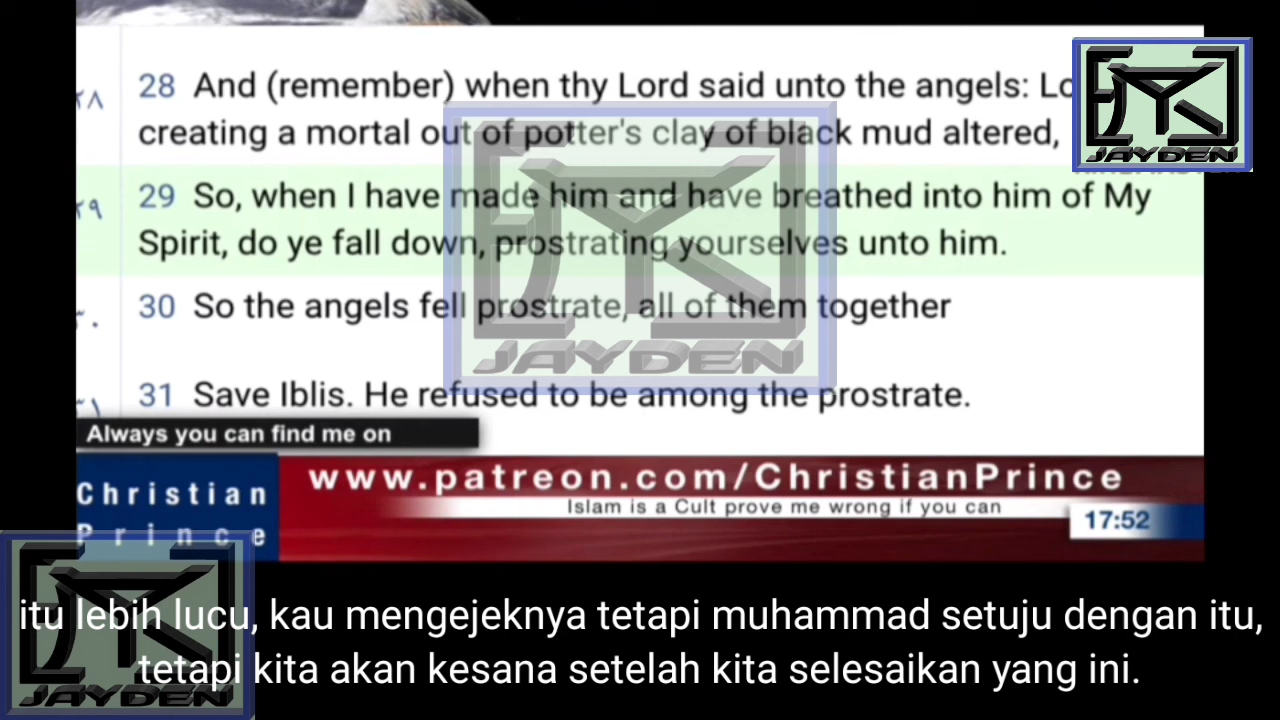 ٢٨
28 And (remember) when thy Lord said unto the angels: Lo
creating a mortal out of potter's clay of black mud altered,
٢٩
29 So, when I have made him and have breathed into him of My
Spirit, do ye fall down, prostrating yourselves unto him.
30 So the angels fell prostrate, all of them together
31 Save Iblis. He refused to be among the prostrate.
Always you can find me on
www.patreon.com/ChristianPrince
Christian
Prince
Islam is a Cult prove me wrong if you can
17:52
JAYDEN
JAYDEN
JAYDEN
itu lebih lucu, kau mengejeknya tetapi muhammad setuju dengan itu,
tetapi kita akan kesana setelah kita selesaikan yang ini.